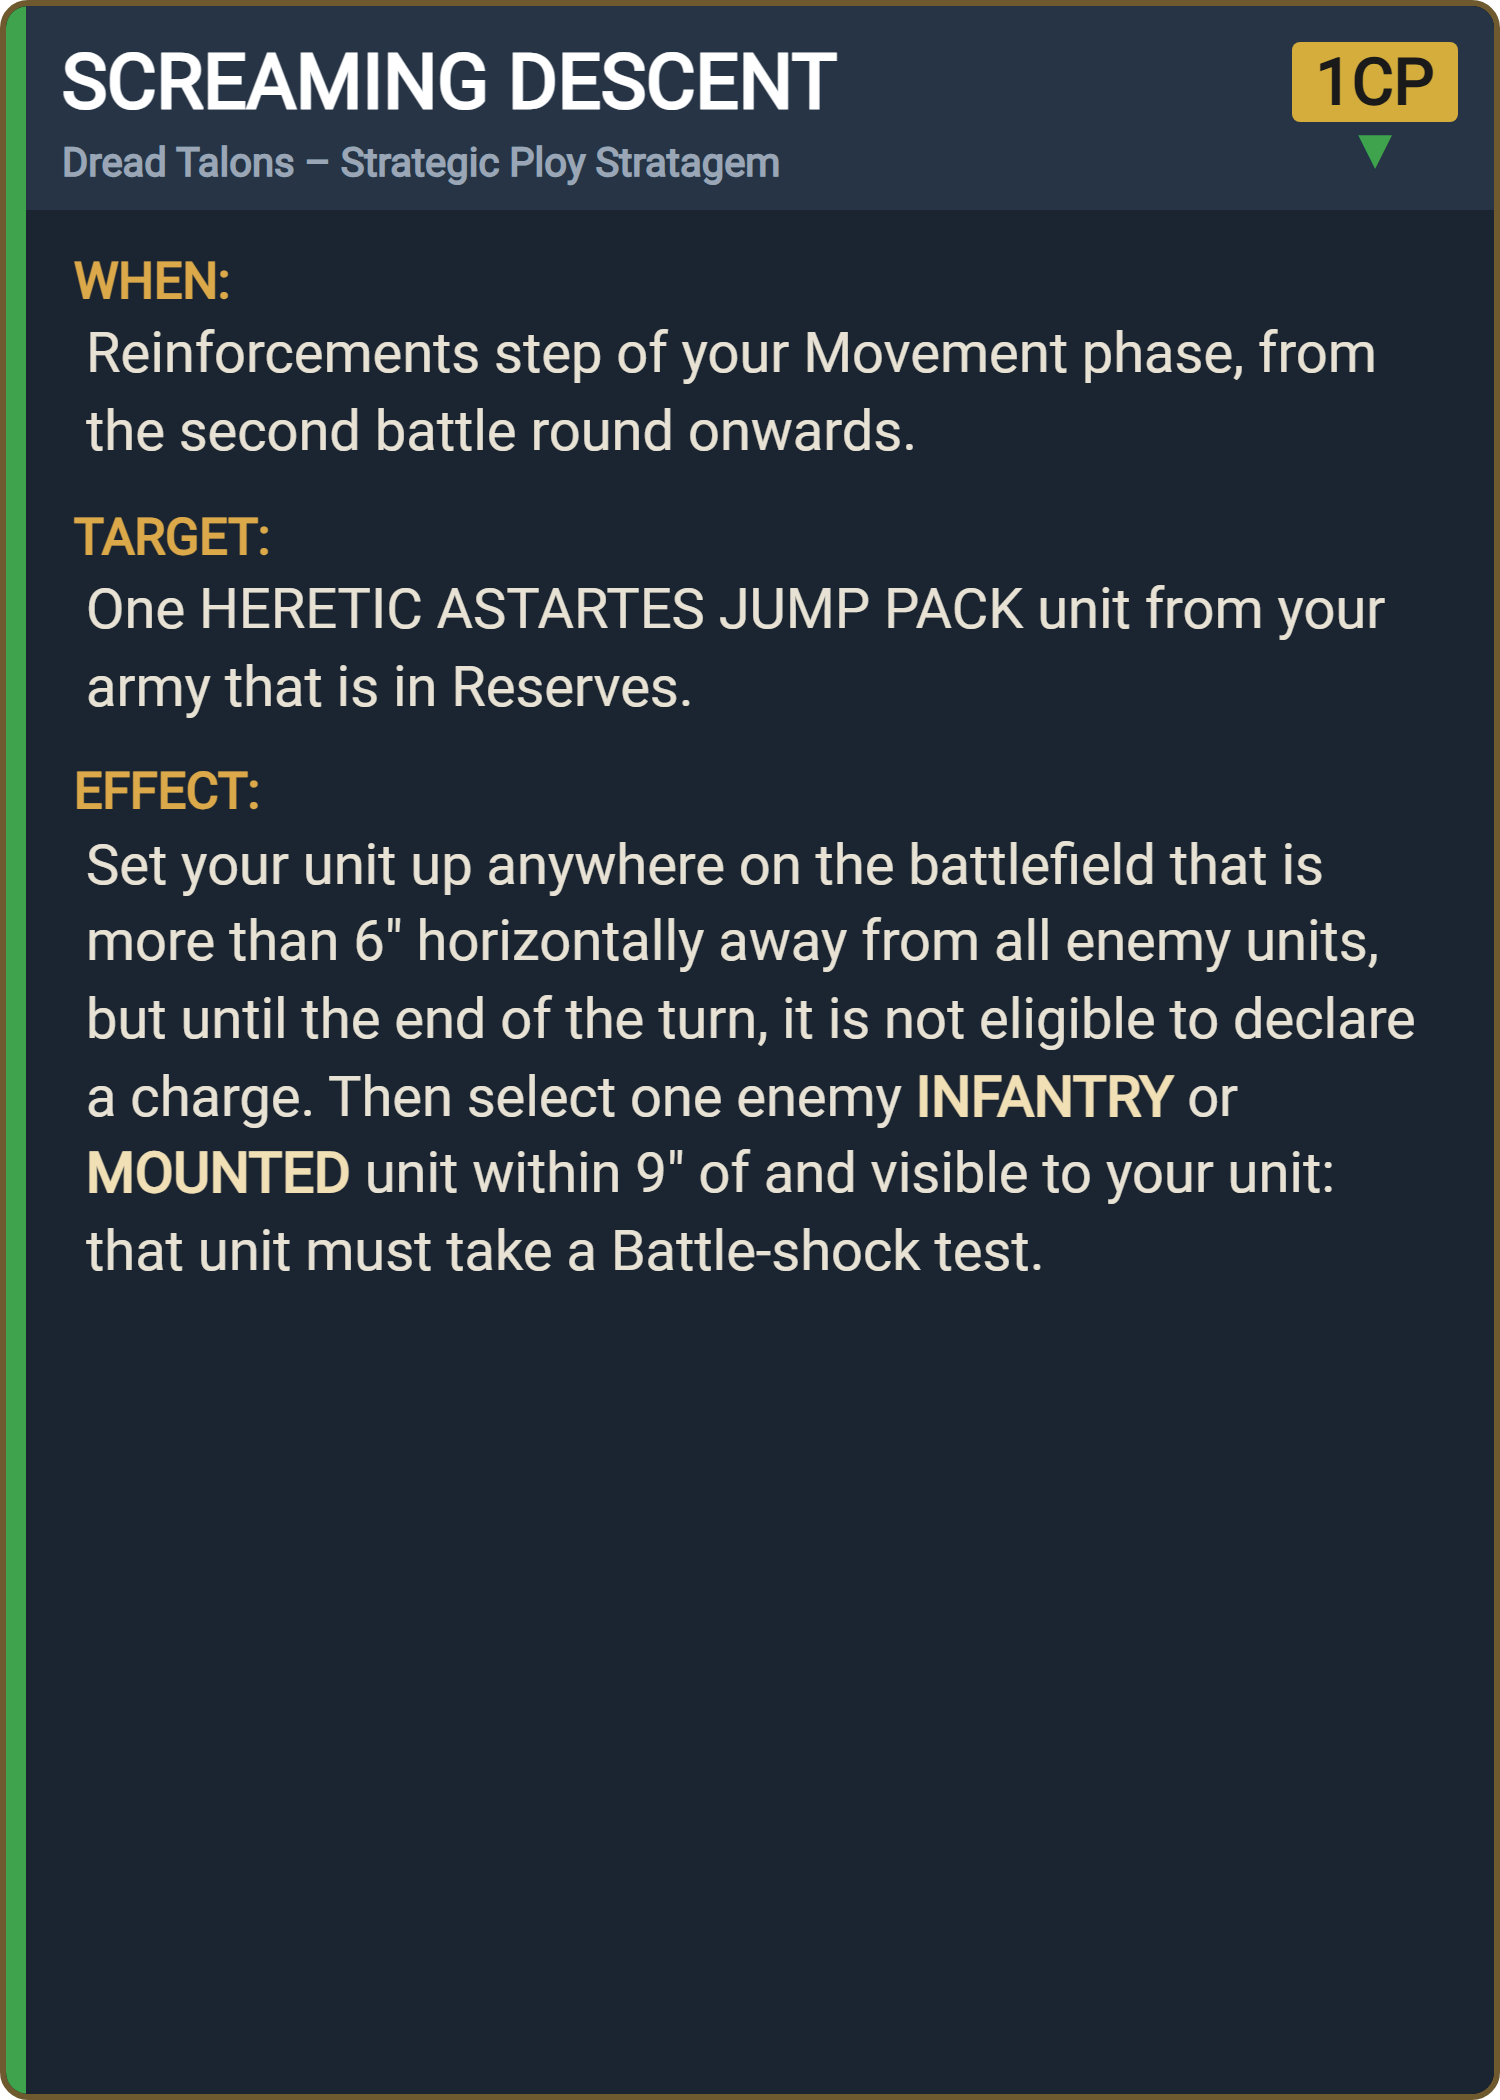 SCREAMING DESCENT
1CP
Dread Talons – Strategic Ploy Stratagem
WHEN:
Reinforcements step of your Movement phase, from
the second battle round onwards.
TARGET:
One HERETIC ASTARTES JUMP PACK unit from your
army that is in Reserves.
EFFECT:
Set your unit up anywhere on the battlefield that is
more than 6" horizontally away from all enemy units,
but until the end of the turn, it is not eligible to declare
a charge. Then select one enemy INFANTRY or
MOUNTED unit within 9" of and visible to your unit:
that unit must take a Battle-shock test.